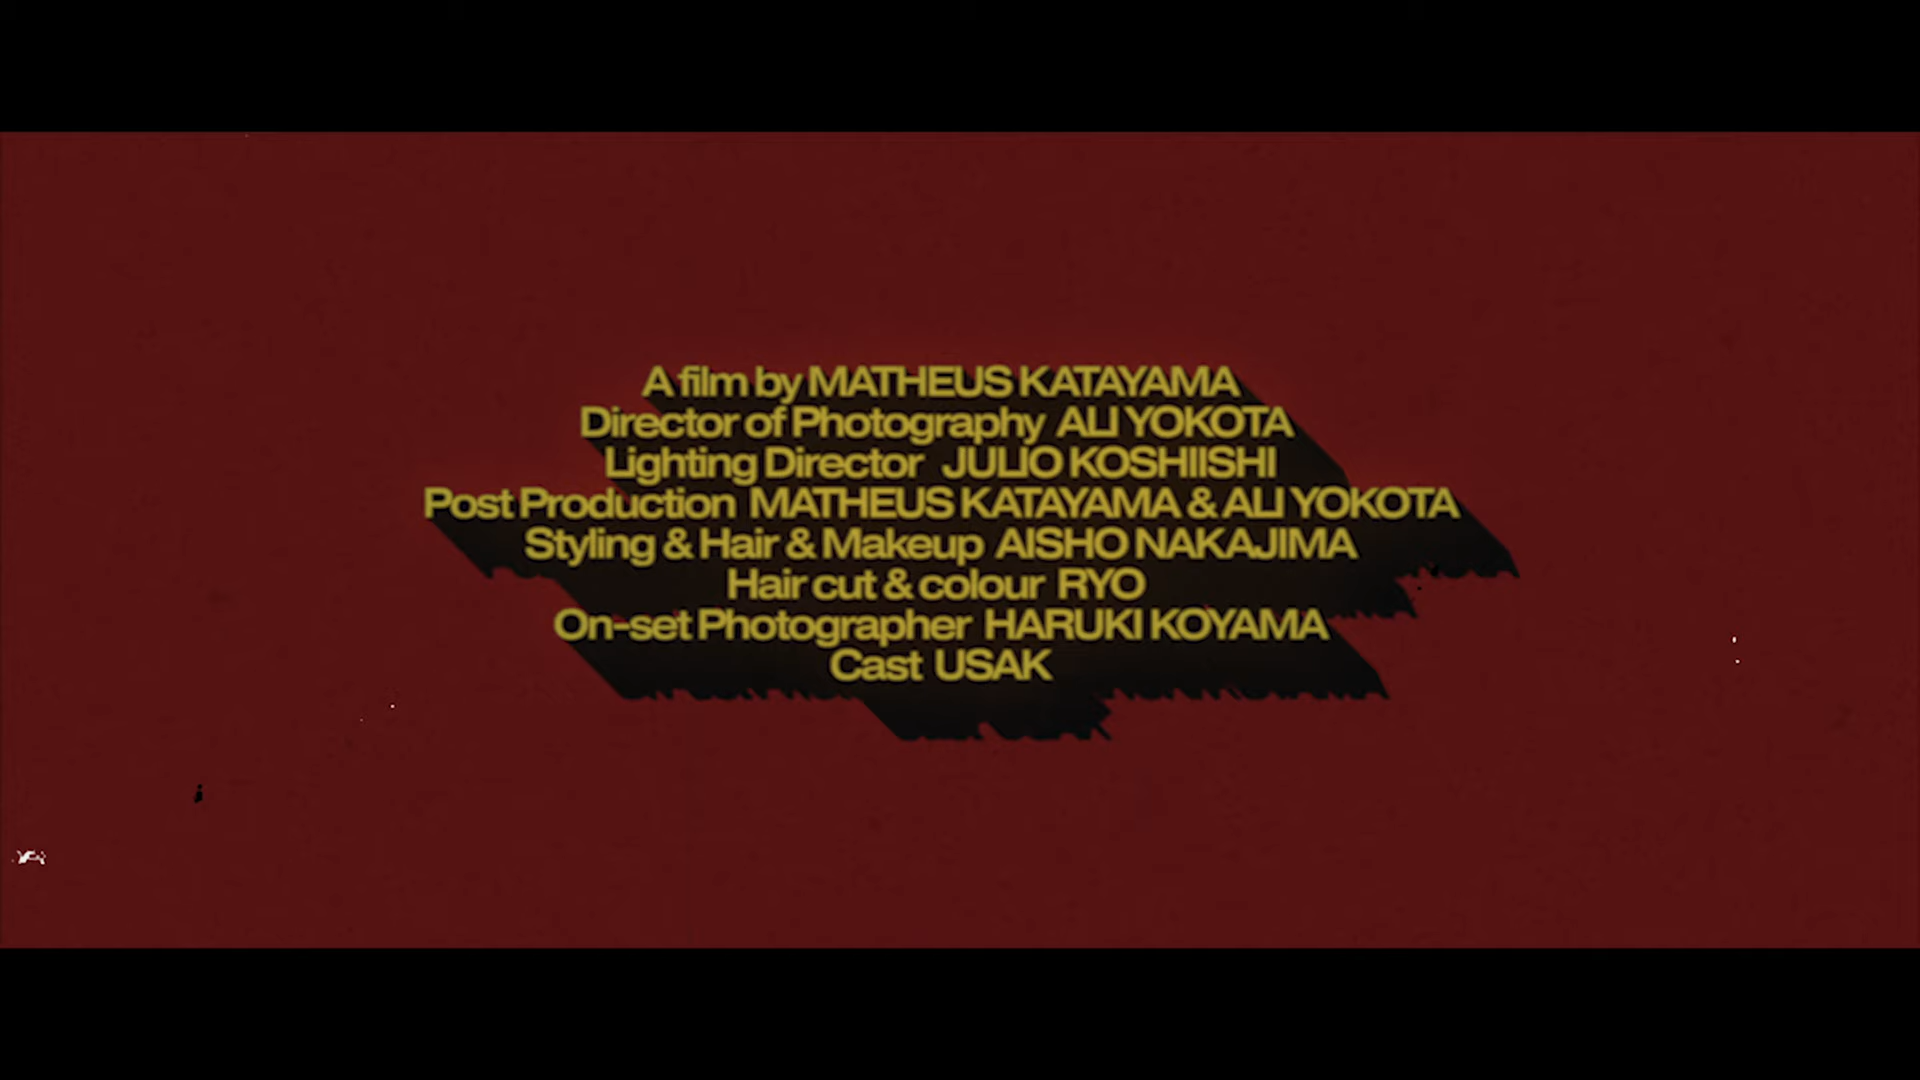 A film by MATHEUS KATAYAMA
Director of Photography ALI YOKOTA
Lighting Director JULIO KOSHIISHI
Post Production MATHEUS KATAYAMA & ALI YOKOTA
Styling & Hair & Makeup AISHO NAKAJIMA
Hair cut & colour RYO
On-set Photographer HARUKI KOYAMA
Cast USAK